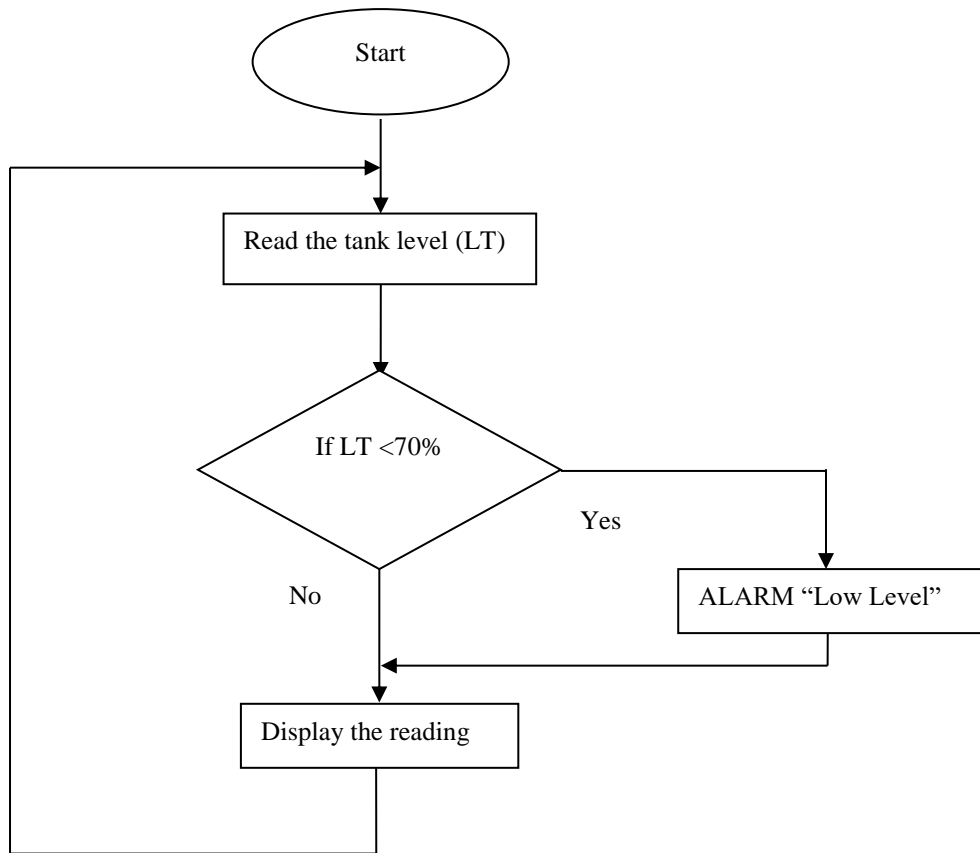 Start
Read the tank level (LT)
If LT <70%
Yes
No
ALARM “Low Level”
Display the reading